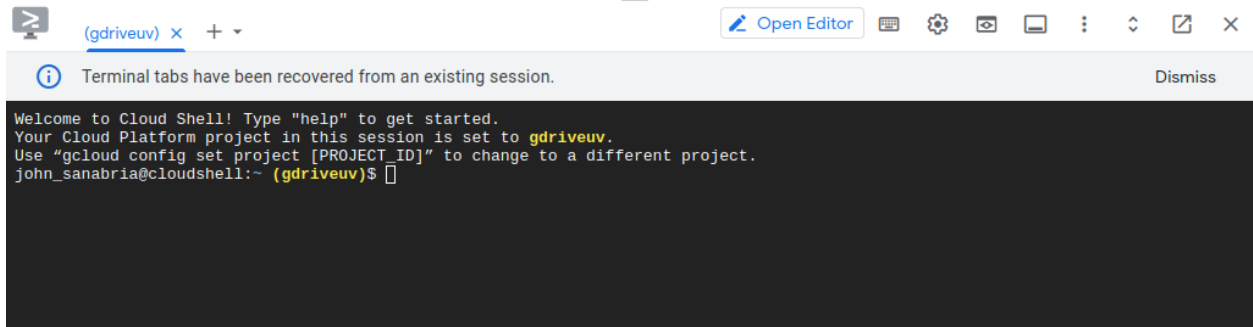 (gdriveuv)
Open Editor
Terminal tabs have been recovered from an existing session.
Dismiss
Welcome to Cloud Shell! Type "help" to get started.
Your Cloud Platform project in this session is set to gdriveuv.
Use “gcloud config set project [PROJECT_ID]” to change to a different project.
john_sanabria@cloudshell:~ (gdriveuv)$